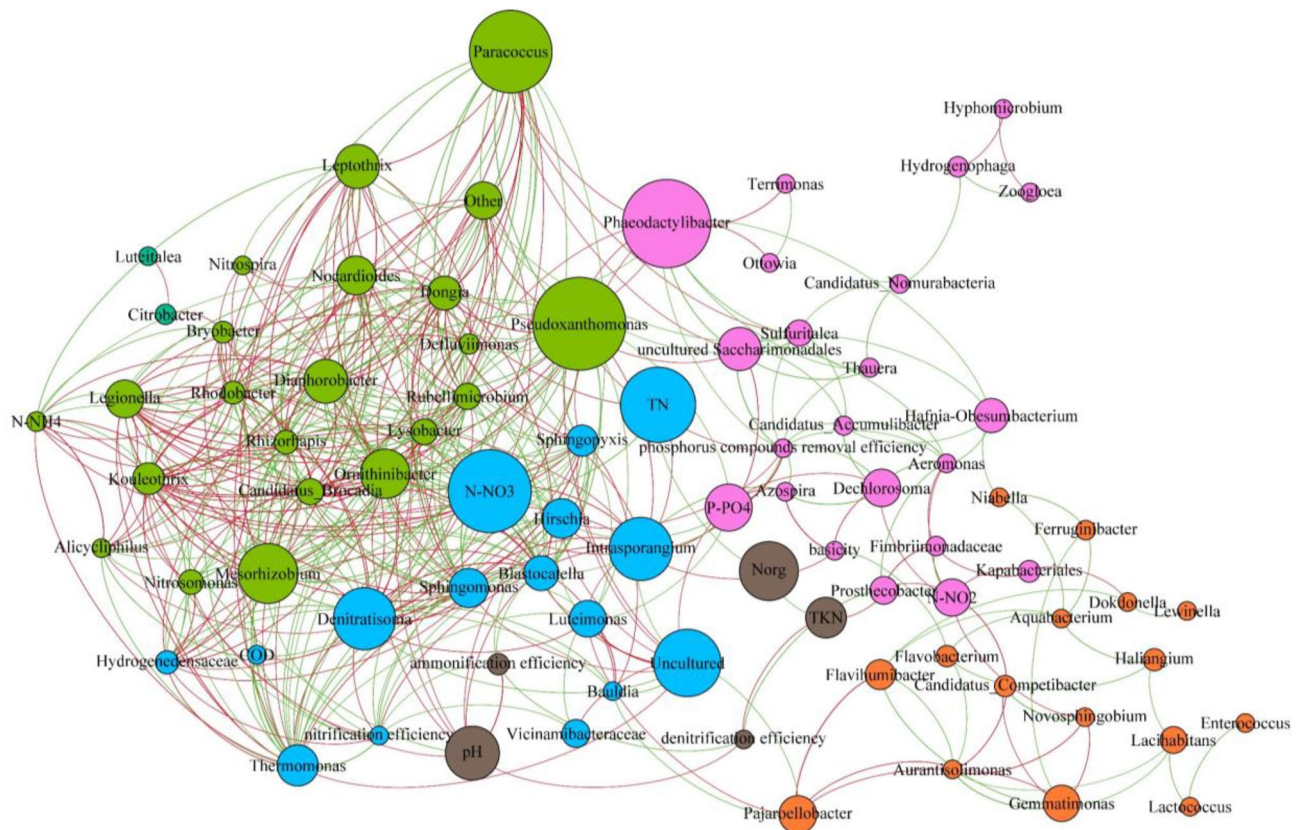 Paracoccus
Hyphomicrobium
Leptothrix
Hydrogenophaga
Terrimonas
Zoogloea
Other
Phaeodactylibacter
Luteitalea
Nitrospira
Ottowia
Nocardioides
Candidatus_Nomurabacteria
Dongia
Citrobacter
Pseudoxanthomonas
Bryobacter
Sulfuritalea
Defluviimonas
uncultured Saccharimonadales
Thauera
Diaphorobacter
Rhodobacter
Legionella
Rubellimicrobium
TN
Hafnia-Obesumbacterium
N-NH4
Candidatus_Accumulibacter
Lysobacter
Rhizorhapis
Sphingopyxis
phosphorus compounds removal efficiency
Aeromonas
Ornithinibacter
Kouleothrix
Candidatus_Brocadia
N-NO3
Azospira
Dechlorosoma
Niabella
P-PO4
Hirschia
Ferruginibacter
Alicycliphilus
Intrasporangium
basicity
Fimbriimonadaceae
Mesorhizobium
Blastocatella
Norg
Kapabacteriales
Nitrosomonas
Sphingomonas
Prosthecobacter
N-NO2
Dokdonella
Lewinella
Denitratisoma
Luteimonas
TKN
Aquabacterium
Hydrogenedensaceae
COD
ammonification efficiency
Uncultured
Flavobacterium
Haliangium
Flavihumibacter
Candidatus_Competibacter
Bauldia
Novosphingobium
Enterococcus
nitrification efficiency
Vicinamibacteraceae
denitrification efficiency
Lacihabitans
pH
Thermomonas
Aurantisolimonas
Gemmatimonas
Lactococcus
Pajaroellobacter